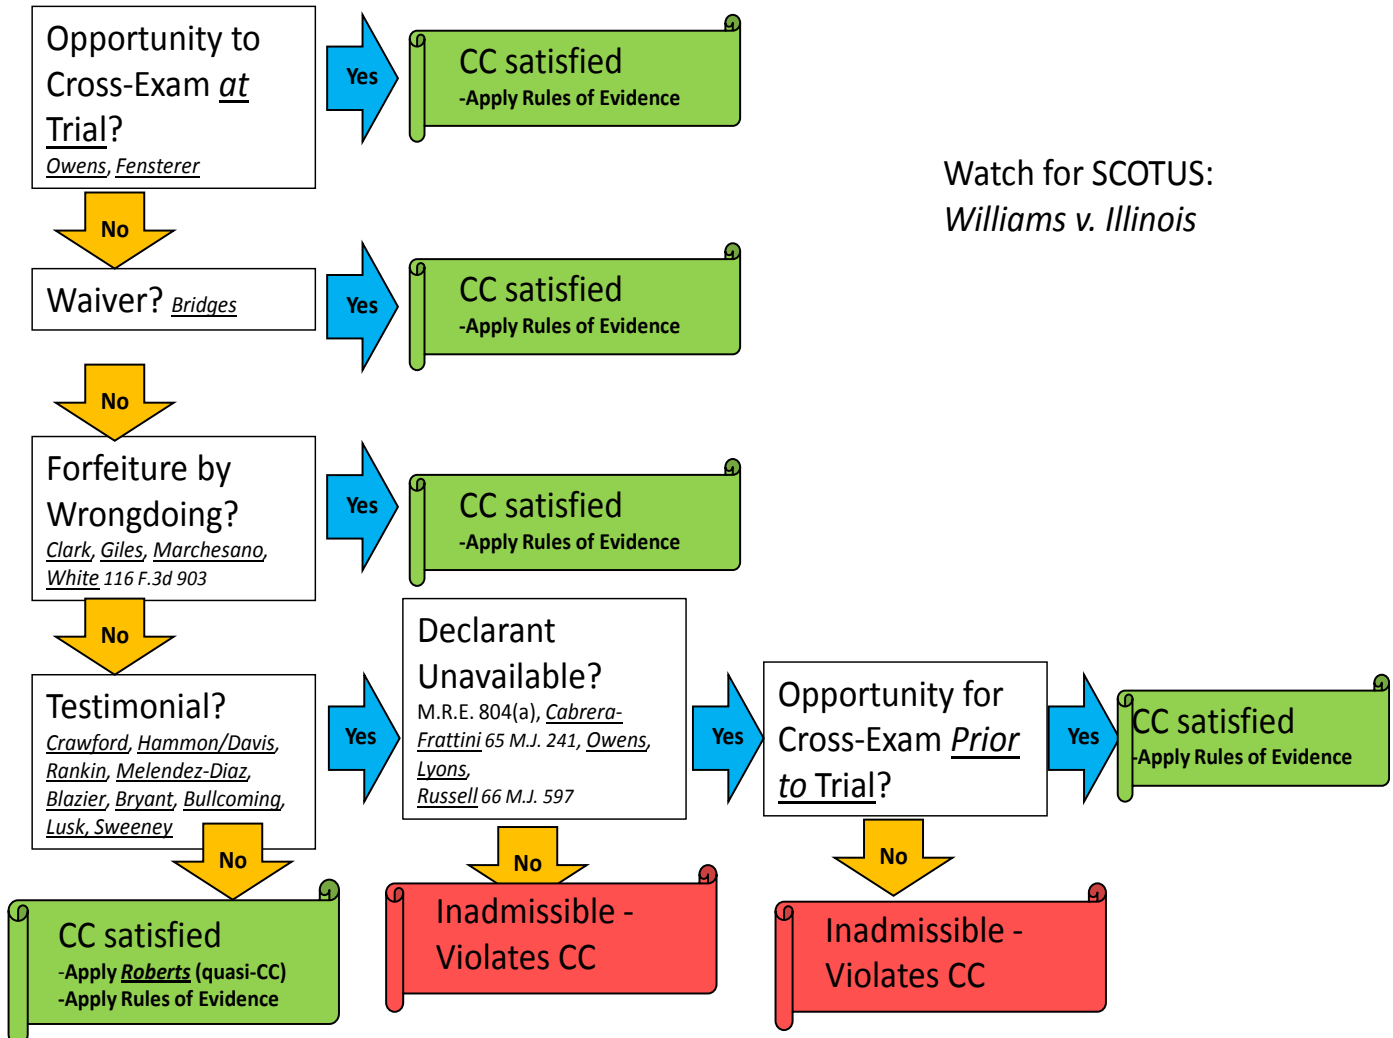 Opportunity to
Cross-Exam at
Trial?
Owens, Fensterer
Yes
CC satisfied
-Apply Rules of Evidence
Watch for SCOTUS:
Williams v. Illinois
No
Waiver? Bridges
Yes
CC satisfied
-Apply Rules of Evidence
No
Forfeiture by
Wrongdoing?
Clark, Giles, Marchesano,
White 116 F.3d 903
Yes
CC satisfied
-Apply Rules of Evidence
No
Testimonial?
Crawford, Hammon/Davis,
Rankin, Melendez-Diaz,
Blazier, Bryant, Bullcoming,
Lusk, Sweeney
Yes
Declarant
Unavailable?
M.R.E. 804(a), Cabrera-
Frattini 65 M.J. 241, Owens,
Lyons,
Russell 66 M.J. 597
Yes
Opportunity for
Cross-Exam Prior
to Trial?
Yes
CC satisfied
-Apply Rules of Evidence
No
CC satisfied
-Apply Roberts (quasi-CC)
-Apply Rules of Evidence
No
Inadmissible -
Violates CC
No
Inadmissible -
Violates CC